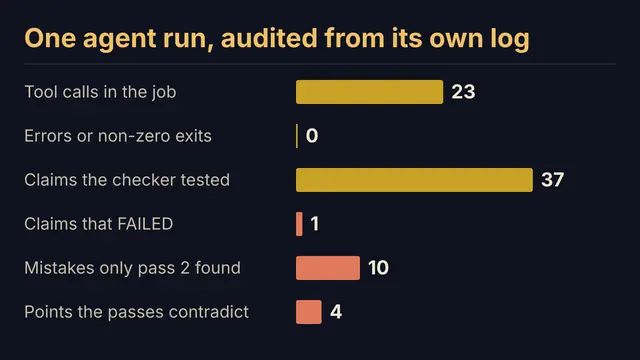 One agent run, audited from its own log
Tool calls in the job 23
Errors or non-zero exits 0
Claims the checker tested 37
Claims that FAILED 1
Mistakes only pass 2 found 10
Points the passes contradict 4